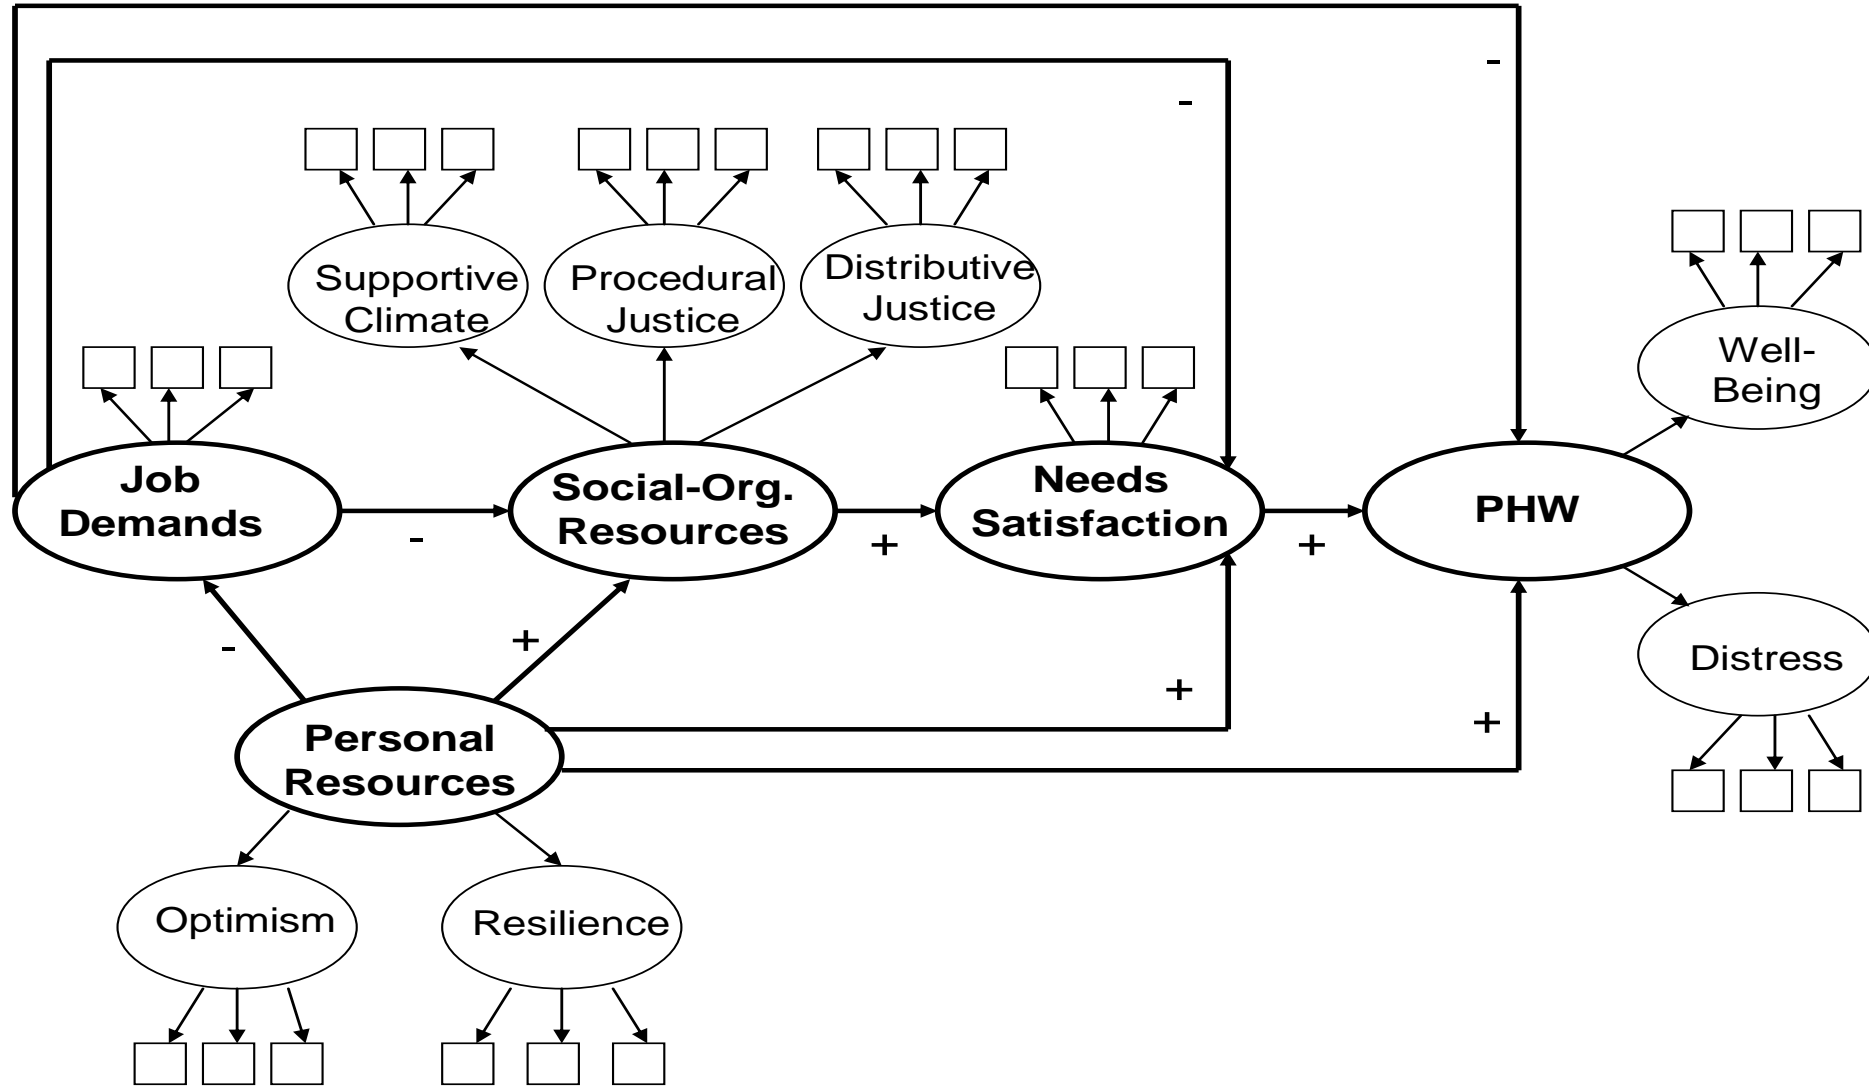 -
-
Supportive
Climate
Procedural
Justice
Distributive
Justice
Well-
Being
Job
Demands
-
Social-Org.
Resources
+
Needs
Satisfaction
+
PHW
-
+
+
+
Distress
Personal
Resources
Optimism
Resilience